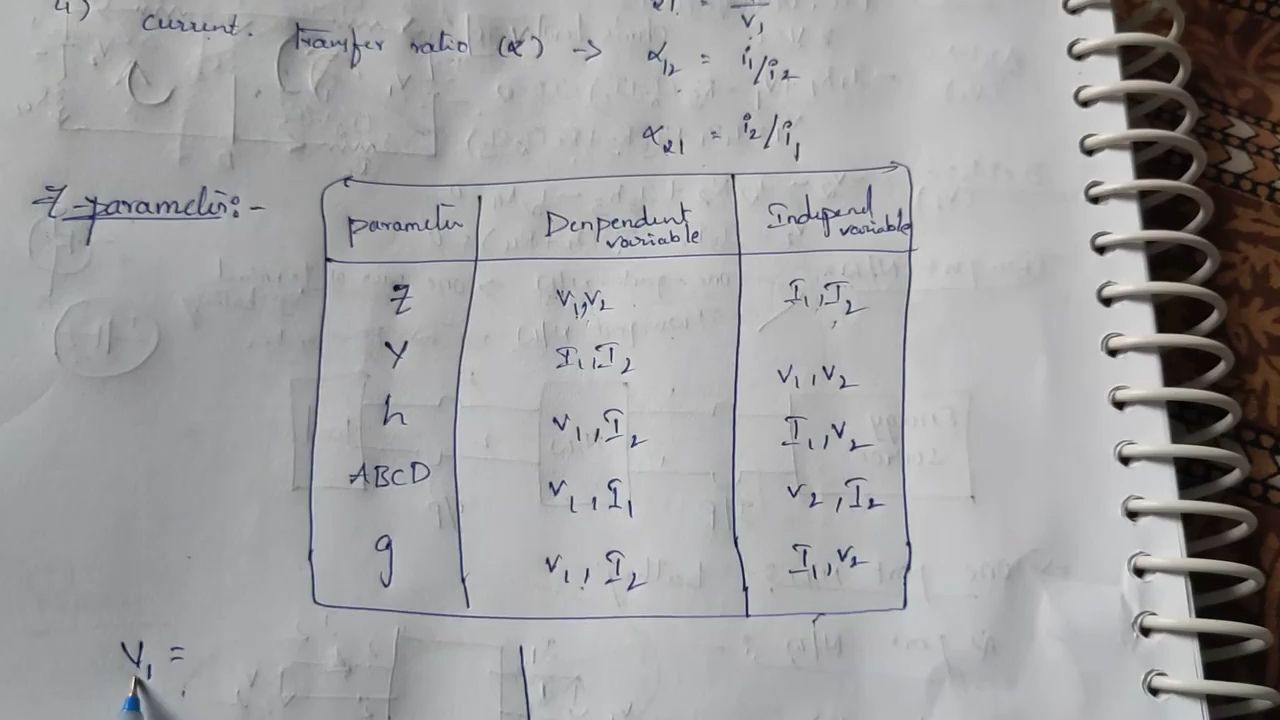 4)
current. Transfer ratio (α) → α12 = i1/i2
α21 = i2/i1
Z-parameter:-
parameter Denpendent variable Independ variable
Z V1,V2 I1,I2
Y I1,I2 V1,V2
h V1,I2 I1,V2
ABCD V1,I1 V2,I2
g V1,I2 I1,V2
V1 =